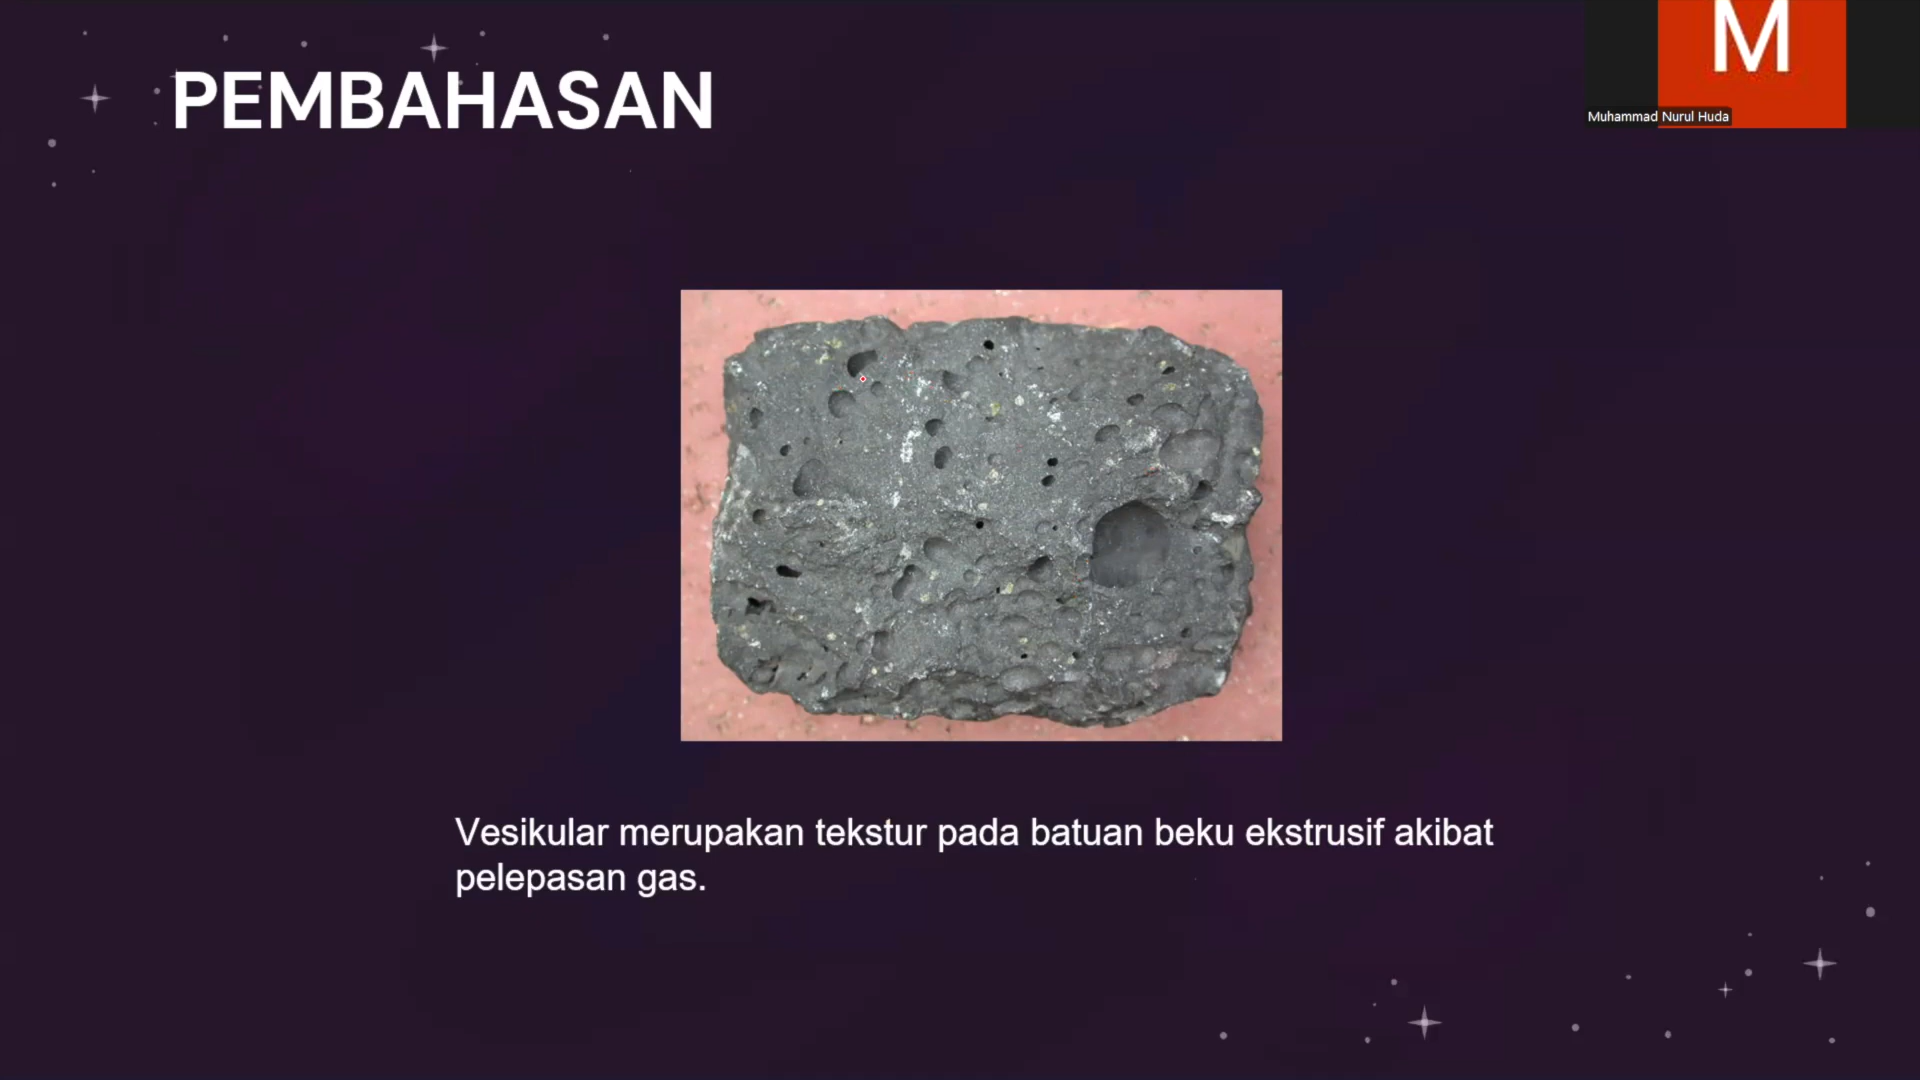 PEMBAHASAN
M
Muhammad Nurul Huda
Vesikular merupakan tekstur pada batuan beku ekstrusif akibat
pelepasan gas.